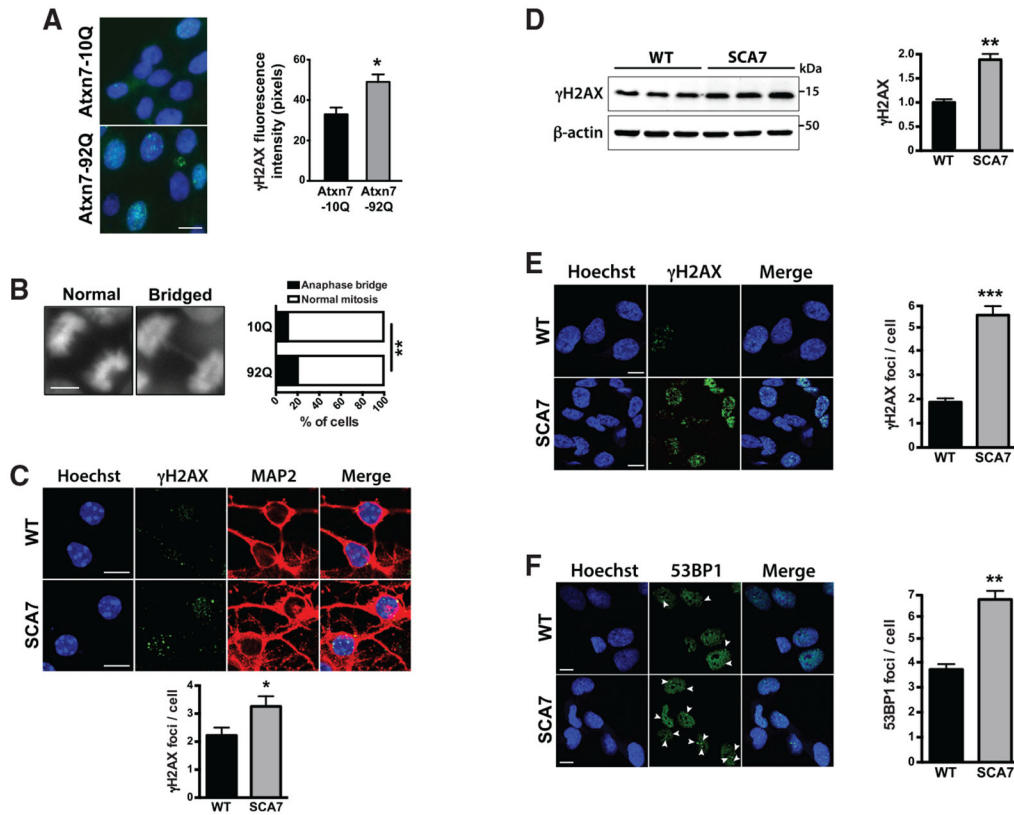 A
Atxn7-10Q
Atxn7-92Q
γH2AX fluorescence
intensity (pixels)
60
40
20
0
*
Atxn7 Atxn7
-10Q -92Q
B
Normal Bridged
Anaphase bridge
Normal mitosis
10Q
92Q
**
0 20 40 60 80 100
% of cells
C
Hoechst γH2AX MAP2 Merge
WT
SCA7
γH2AX foci / cell
4
3
2
1
0
*
WT SCA7
D
WT SCA7
kDa
γH2AX
15
β-actin
50
γH2AX
2.0
1.5
1.0
0.5
0
**
WT SCA7
E
Hoechst γH2AX Merge
WT
SCA7
γH2AX foci / cell
6
5
4
3
2
1
0
***
WT SCA7
F
Hoechst 53BP1 Merge
WT
SCA7
53BP1 foci / cell
7
6
5
4
3
2
1
0
**
WT SCA7